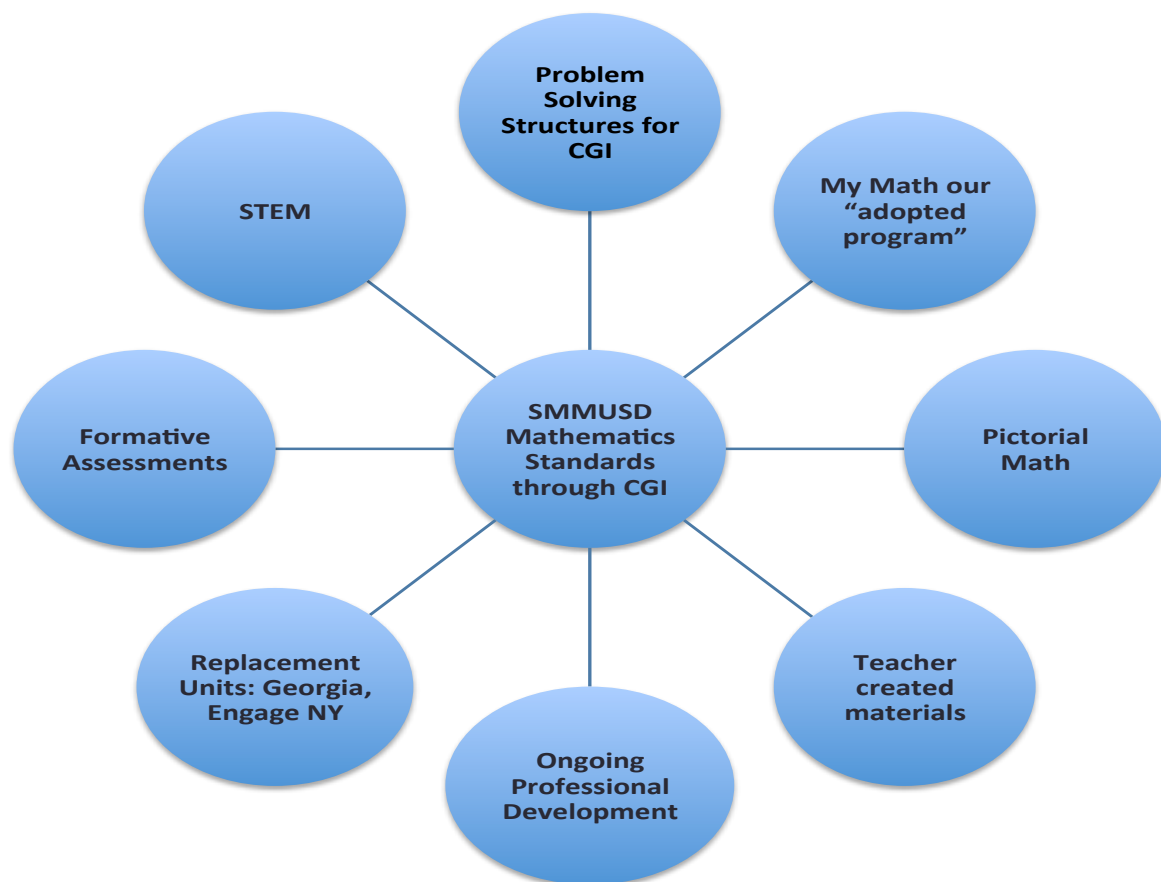 Problem
Solving
Structures for
CGI
STEM
My Math our
“adopted
program”
Formative
Assessments
SMMUSD
Mathematics
Standards
through CGI
Pictorial
Math
Replacement
Units: Georgia,
Engage NY
Teacher
created
materials
Ongoing
Professional
Development